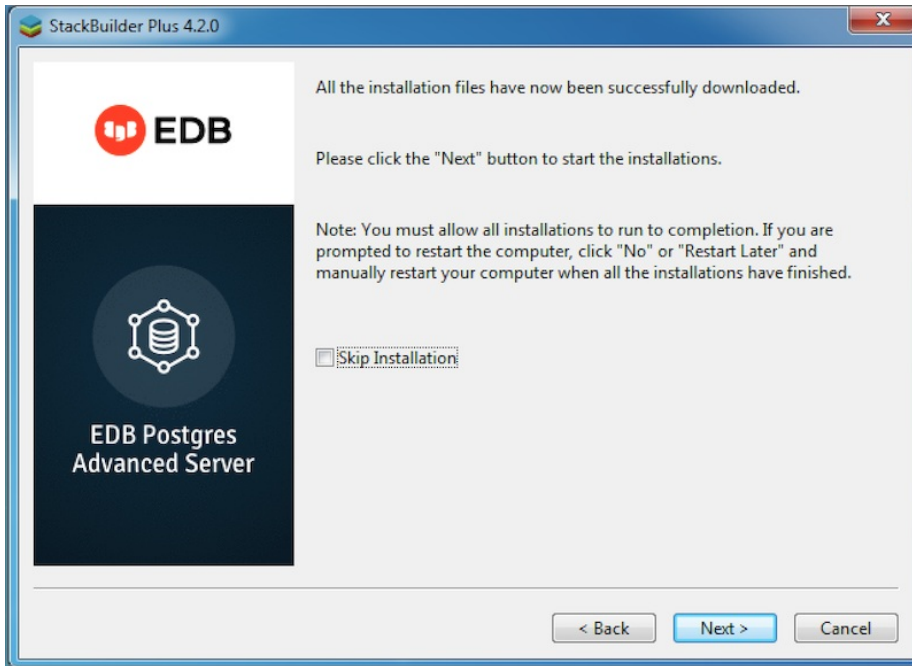 StackBuilder Plus 4.2.0
EDB
EDB Postgres
Advanced Server
All the installation files have now been successfully downloaded.
Please click the "Next" button to start the installations.
Note: You must allow all installations to run to completion. If you are
prompted to restart the computer, click "No" or "Restart Later" and
manually restart your computer when all the installations have finished.
Skip Installation
< Back
Next >
Cancel